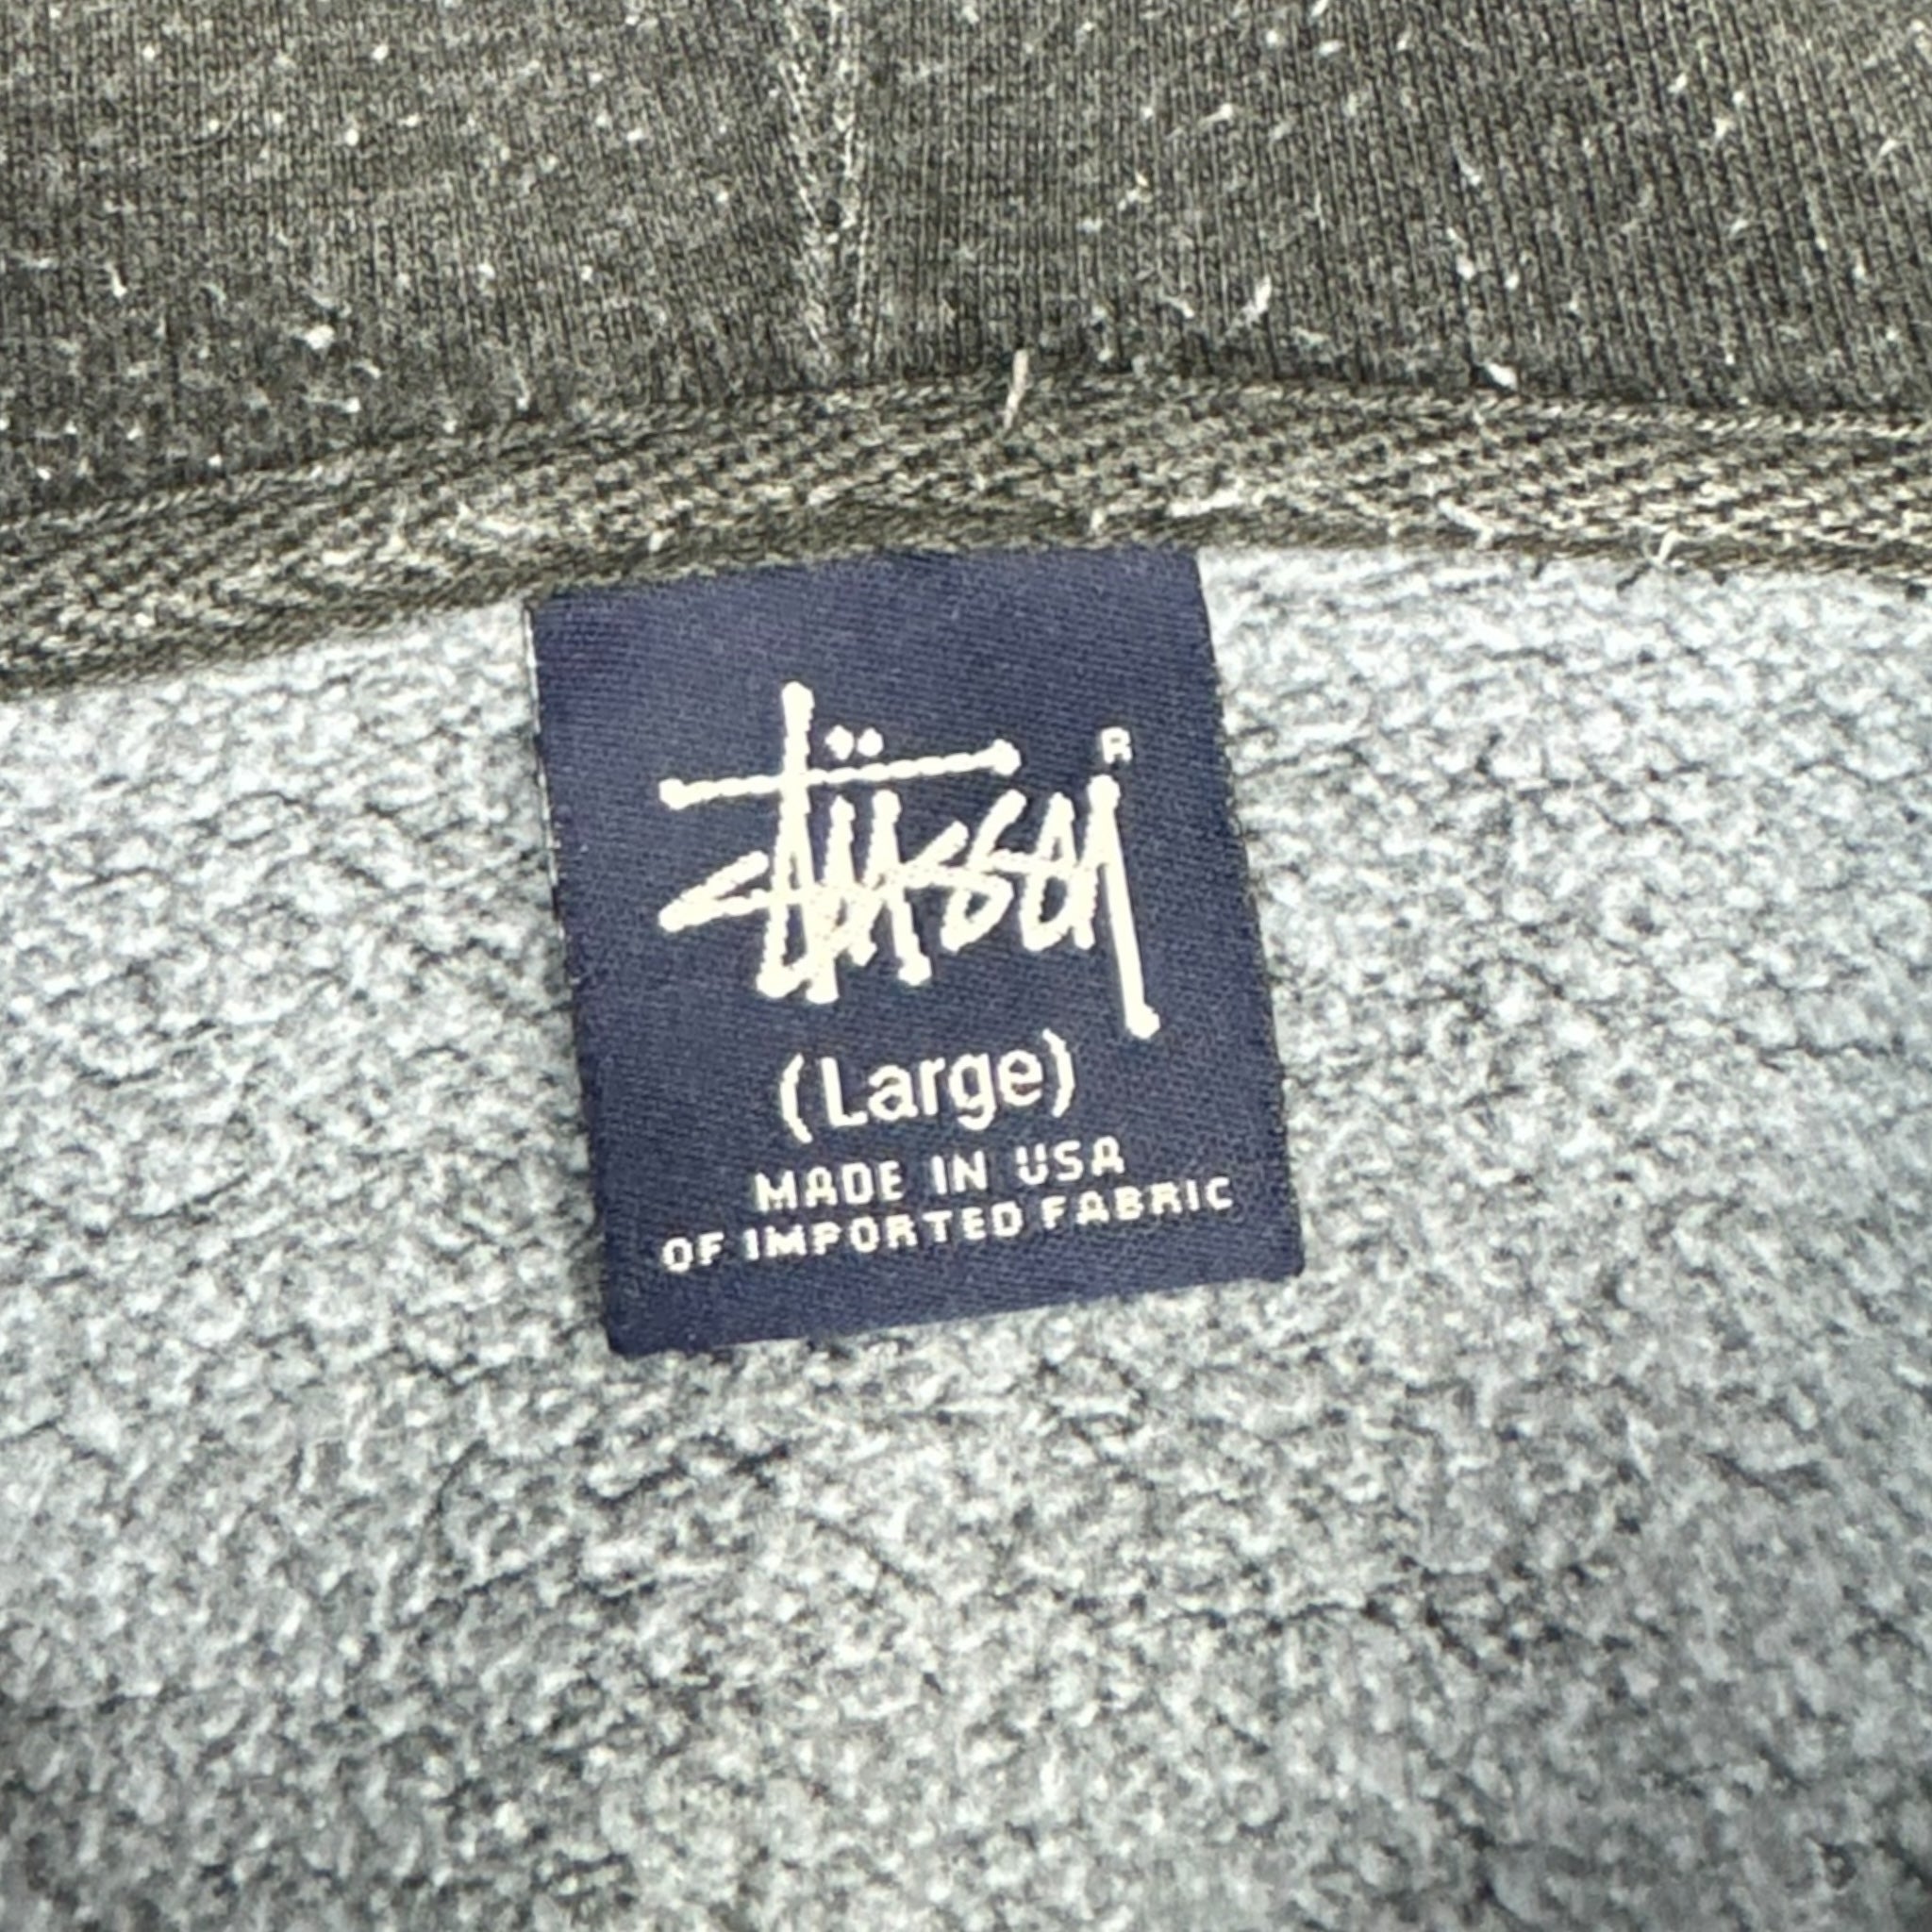 Stüssy ®
(Large)
MADE IN USA
OF IMPORTED FABRIC